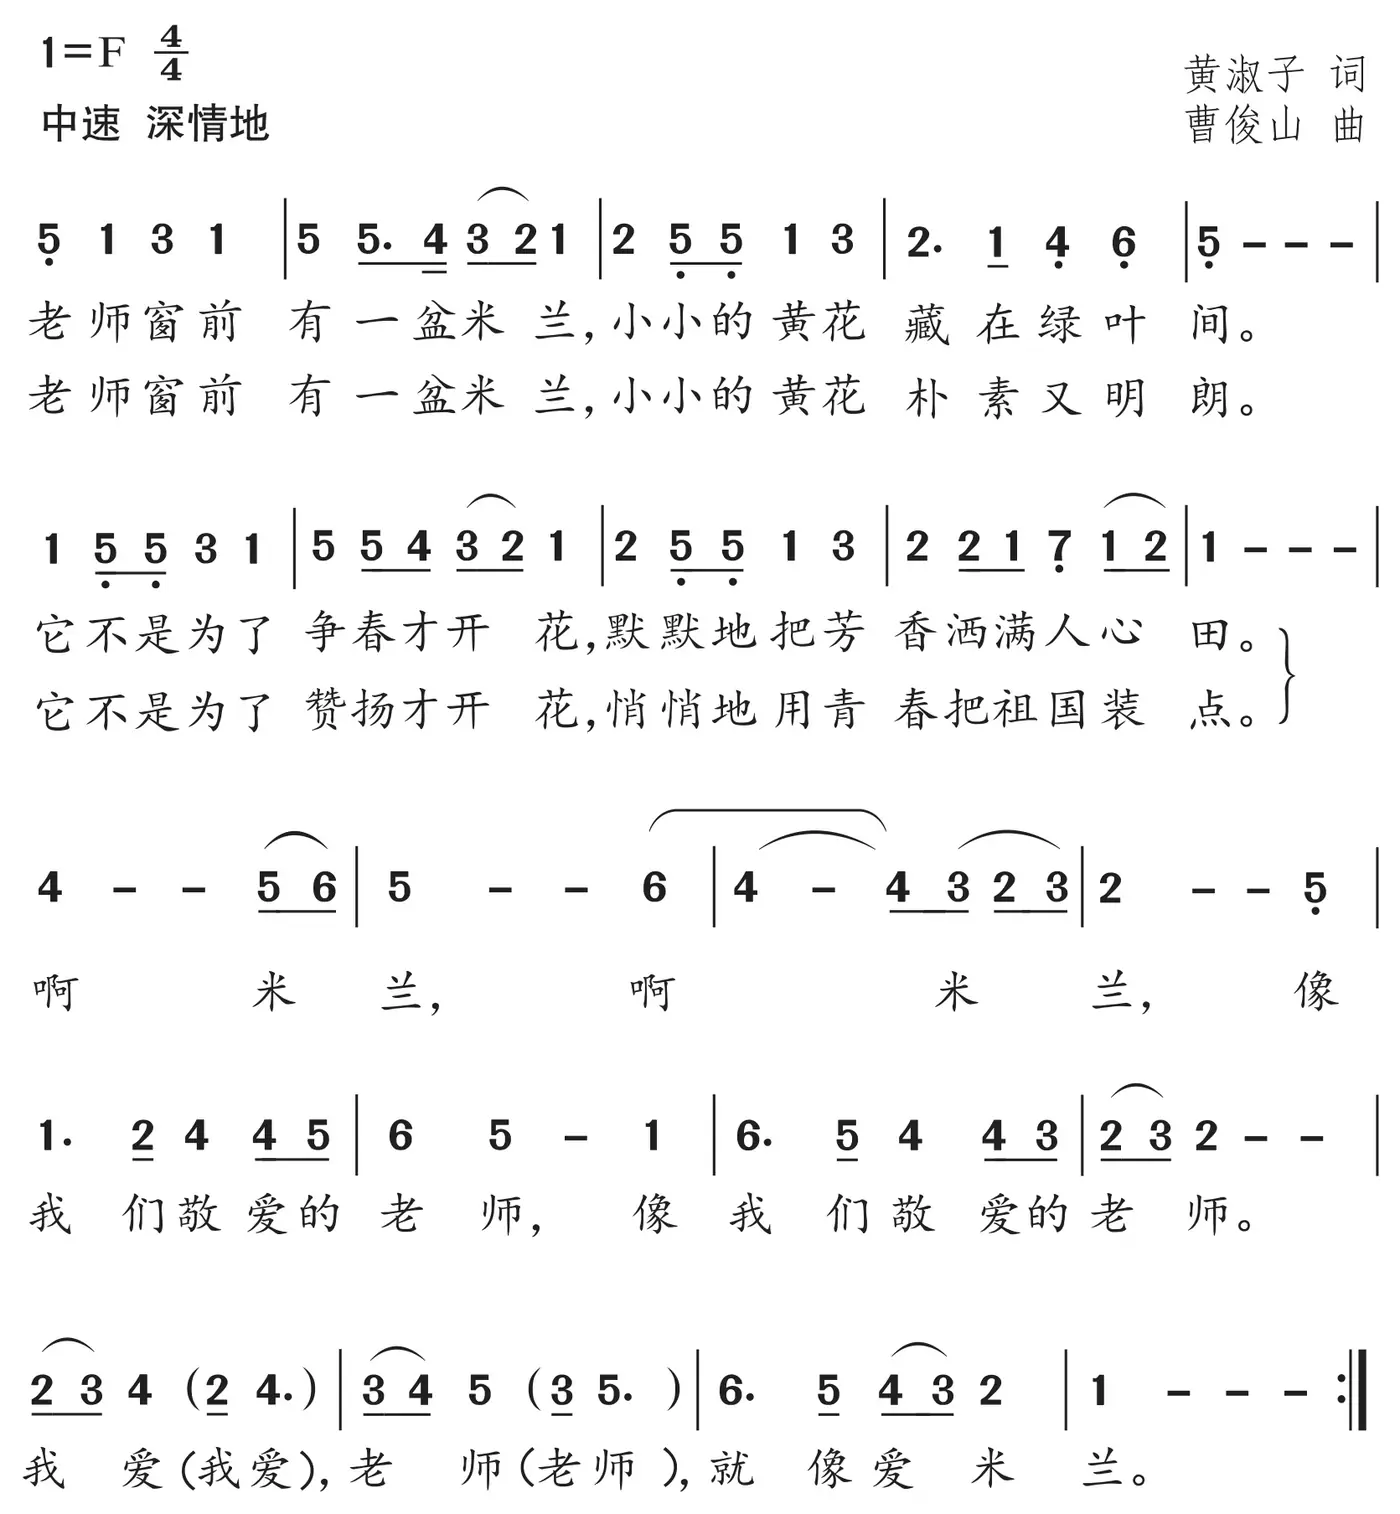 1=F 4/4
中速 深情地
黄淑子 词
曹俊山 曲
5 1 3 1 | 5 5. 4 3 2 1 | 2 5 5 1 3 | 2. 1 4 6 | 5 - - - |
老师窗前 有一盆米兰,小小的黄花 藏在绿叶间。
老师窗前 有一盆米兰,小小的黄花 朴素又明朗。
1 5 5 3 1 | 5 5 4 3 2 1 | 2 5 5 1 3 | 2 2 1 7 1 2 | 1 - - - |
它不是为了 争春才开花,默默地把芳 香洒满人心田。
它不是为了 赞扬才开花,悄悄地用青 春把祖国装点。
4 - - 5 6 | 5 - - 6 | 4 - 4 3 2 3 | 2 - - 5 |
啊 米 兰, 啊 米 兰, 像
1. 2 4 4 5 | 6 5 - 1 | 6. 5 4 4 3 | 2 3 2 - - |
我 们敬 爱的 老 师, 像 我 们敬 爱的老 师。
2 3 4 (2 4.) | 3 4 5 (3 5. ) | 6. 5 4 3 2 | 1 - - - :|
我 爱(我爱),老 师(老师 ),就 像爱 米 兰。